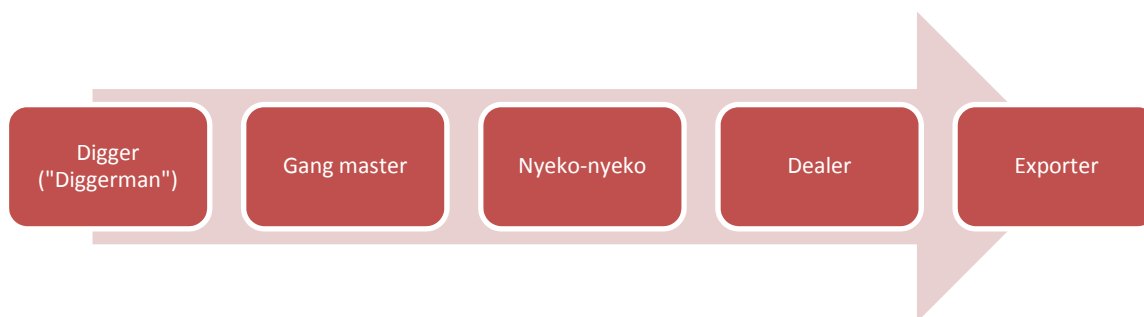 Digger
("Diggerman")
Gang master
Nyeko-nyeko
Dealer
Exporter